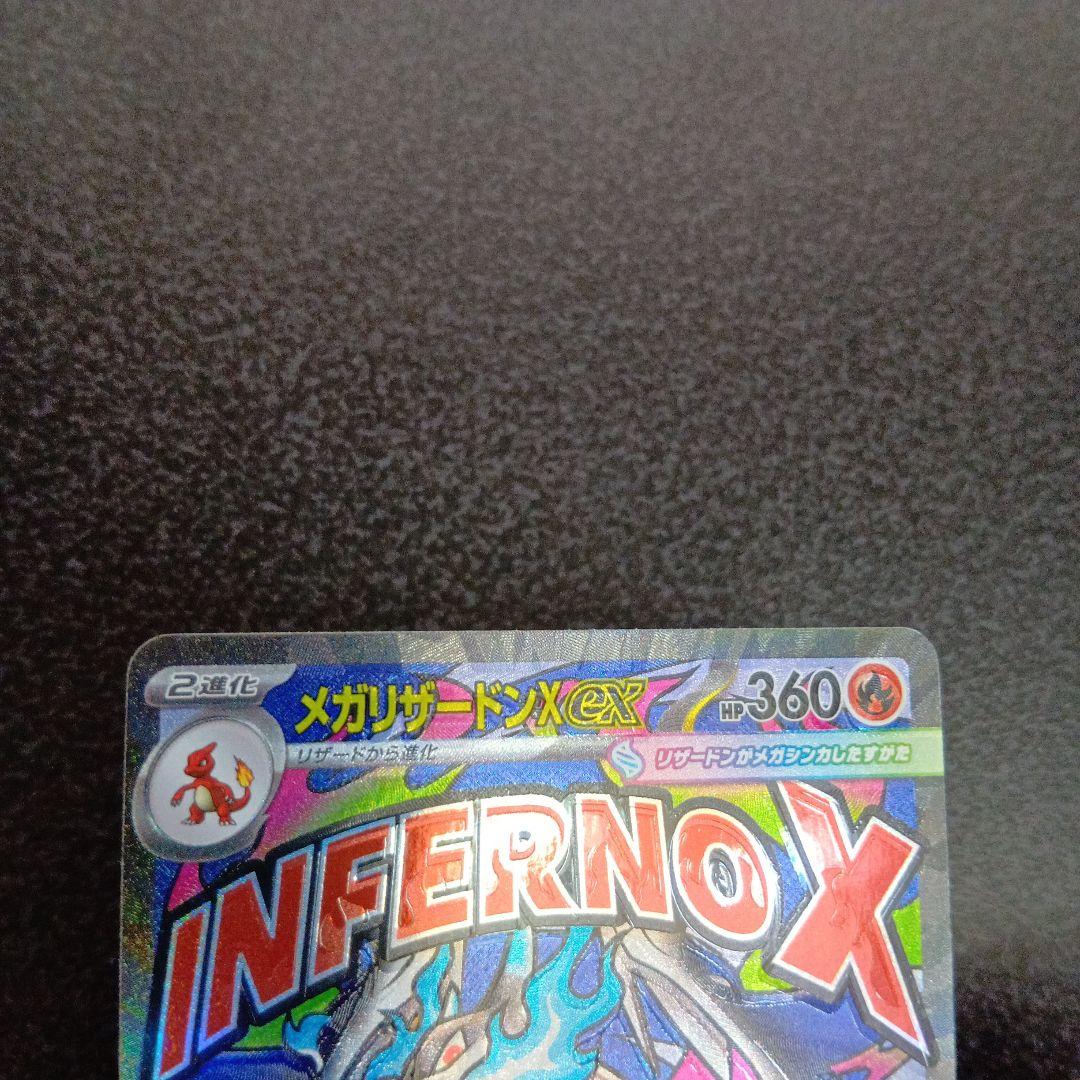 2進化 メガリザードンXex HP360
リザードから進化 リザードンがメガシンカしたすがた
INFERNO X